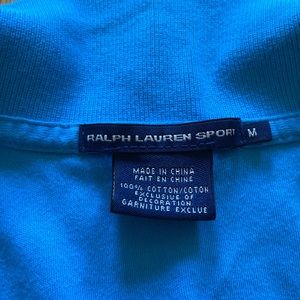 RALPH LAUREN SPORT M
MADE IN CHINA
FAIT EN CHINE
100% COTTON/COTON
EXCLUSIVE OF
DECORATION
GARNITURE EXCLUE